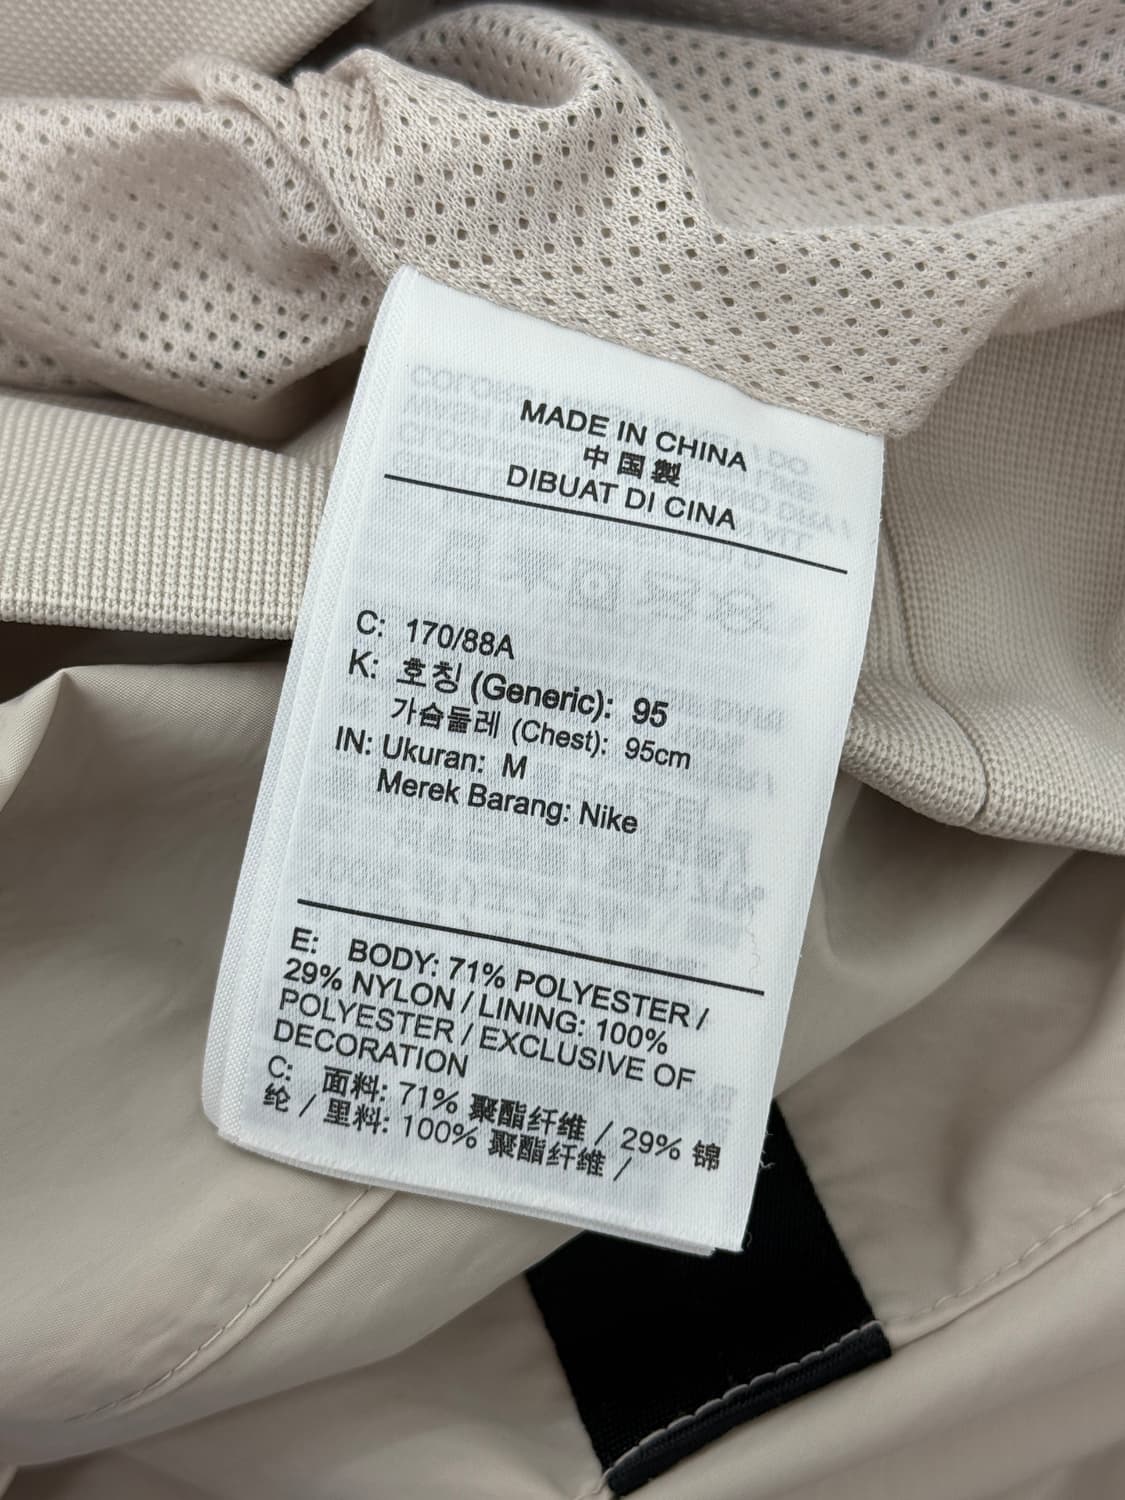 MADE IN CHINA
中国製
DIBUAT DI CINA
C: 170/88A
K: 호칭 (Generic): 95
가슴둘레 (Chest): 95cm
IN: Ukuran: M
Merek Barang: Nike
E: BODY: 71% POLYESTER /
29% NYLON / LINING: 100%
POLYESTER / EXCLUSIVE OF
DECORATION
C: 面料: 71% 聚酯纤维 / 29% 锦
纶 / 里料: 100% 聚酯纤维 /